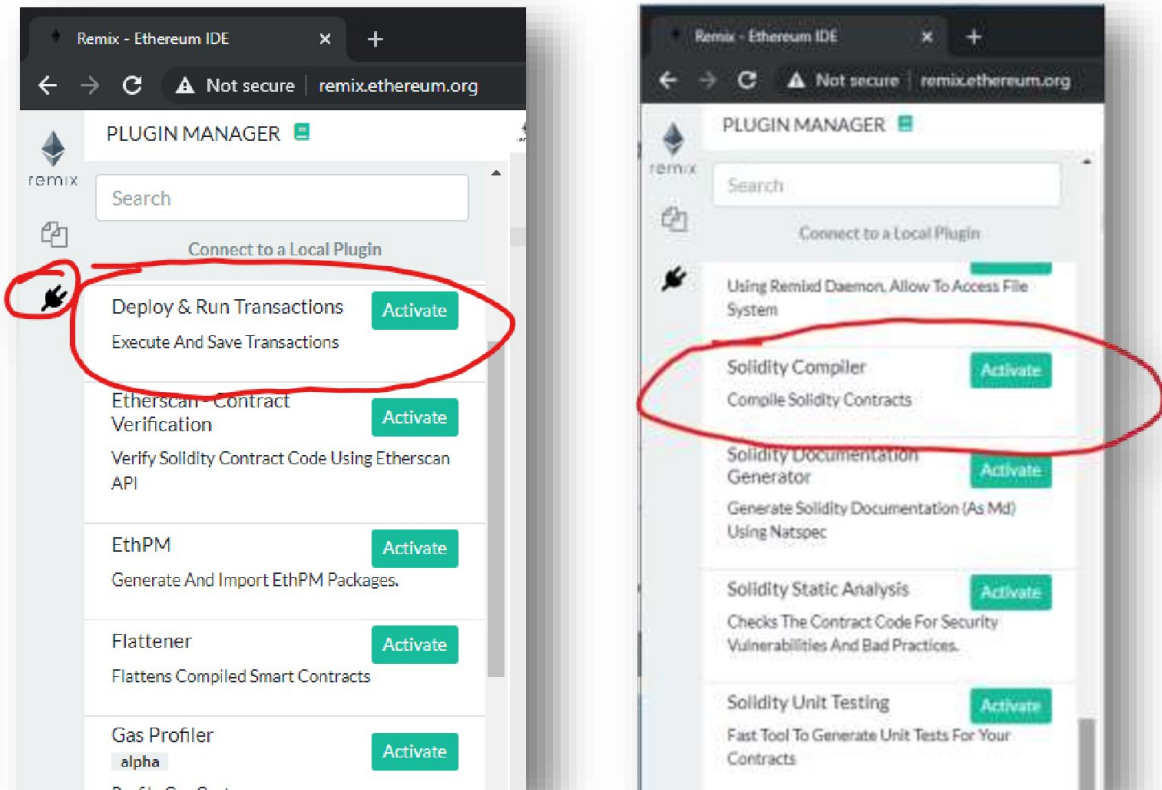 Remix - Ethereum IDE
Not secure | remix.ethereum.org
PLUGIN MANAGER
remix
Search
Connect to a Local Plugin
Deploy & Run Transactions
Activate
Execute And Save Transactions
Etherscan - Contract
Verification
Activate
Verify Solidity Contract Code Using Etherscan
API
EthPM
Activate
Generate And Import EthPM Packages.
Flattener
Activate
Flattens Compiled Smart Contracts
Gas Profiler
Activate
alpha
Remix - Ethereum IDE
Not secure | remix.ethereum.org
PLUGIN MANAGER
remix
Search
Connect to a Local Plugin
Using Remixd Daemon, Allow To Access File
System
Solidity Compiler
Activate
Compile Solidity Contracts
Solidity Documentation
Generator
Activate
Generate Solidity Documentation (As Md)
Using Natspec
Solidity Static Analysis
Activate
Checks The Contract Code For Security
Vulnerabilities And Bad Practices.
Solidity Unit Testing
Activate
Fast Tool To Generate Unit Tests For Your
Contracts